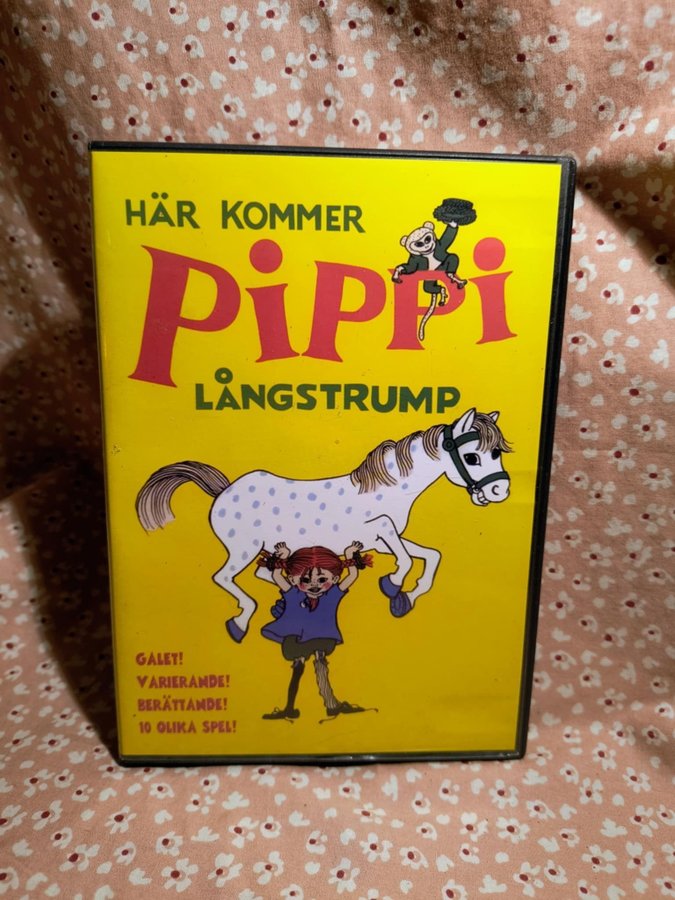 HÄR KOMMER
PiPPi
LÅNGSTRUMP
GALET!
VARIERANDE!
BERÄTTANDE!
10 OLIKA SPEL!